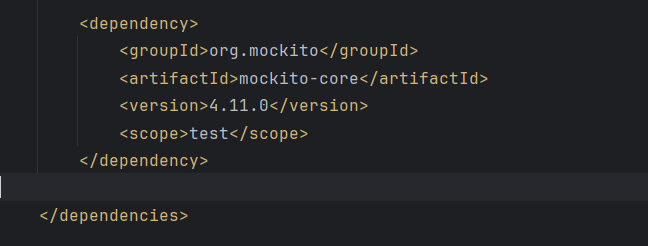 <dependency>
<groupId>org.mockito</groupId>
<artifactId>mockito-core</artifactId>
<version>4.11.0</version>
<scope>test</scope>
</dependency>
</dependencies>